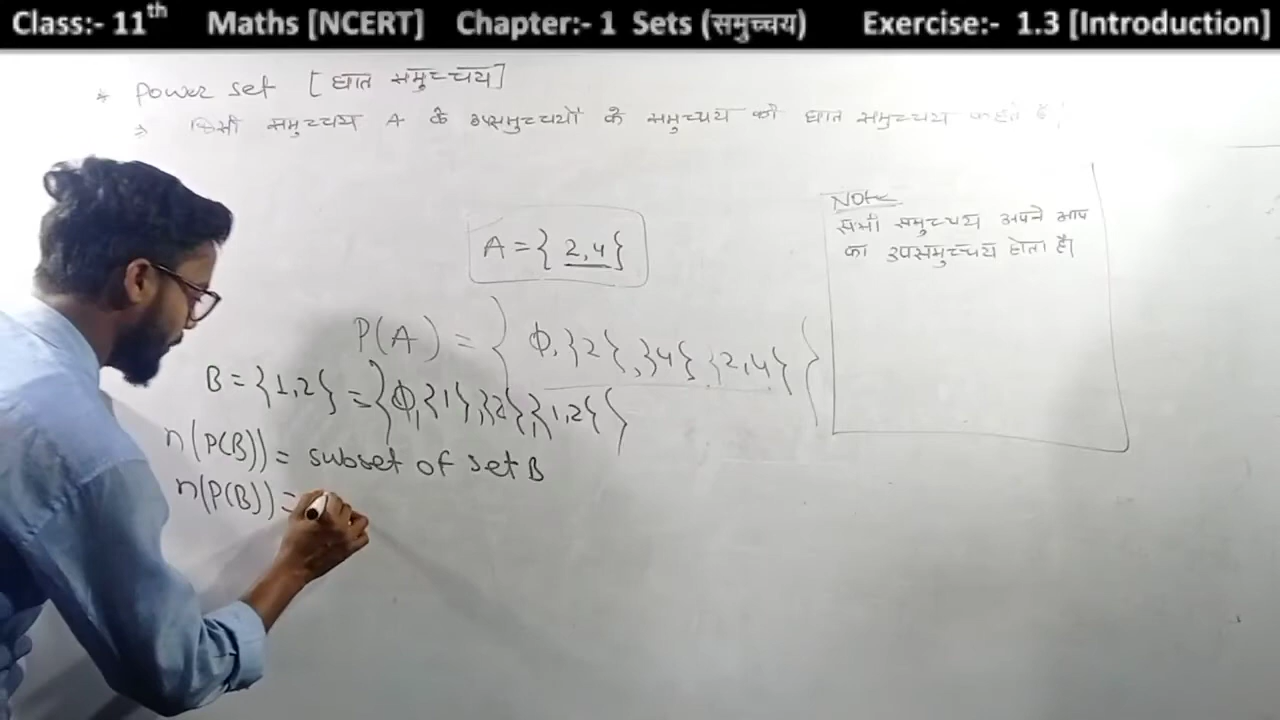 Class:- 11th Maths [NCERT] Chapter:- 1 Sets (समुच्चय) Exercise:- 1.3 [Introduction]
* Power set [घात समुच्चय]
⇒ किसी समुच्चय A के उपसमुच्चयों के समुच्चय को घात समुच्चय कहते है।
Note
सभी समुच्चय अपने आप
का उपसमुच्चय होता है।
A = { 2,4 }
P(A) = { ϕ, {2}, {4} {2,4} }
B = {1,2} = {ϕ, {1}, {2}, {1,2} }
n(P(B)) = subset of set B
n(P(B)) =